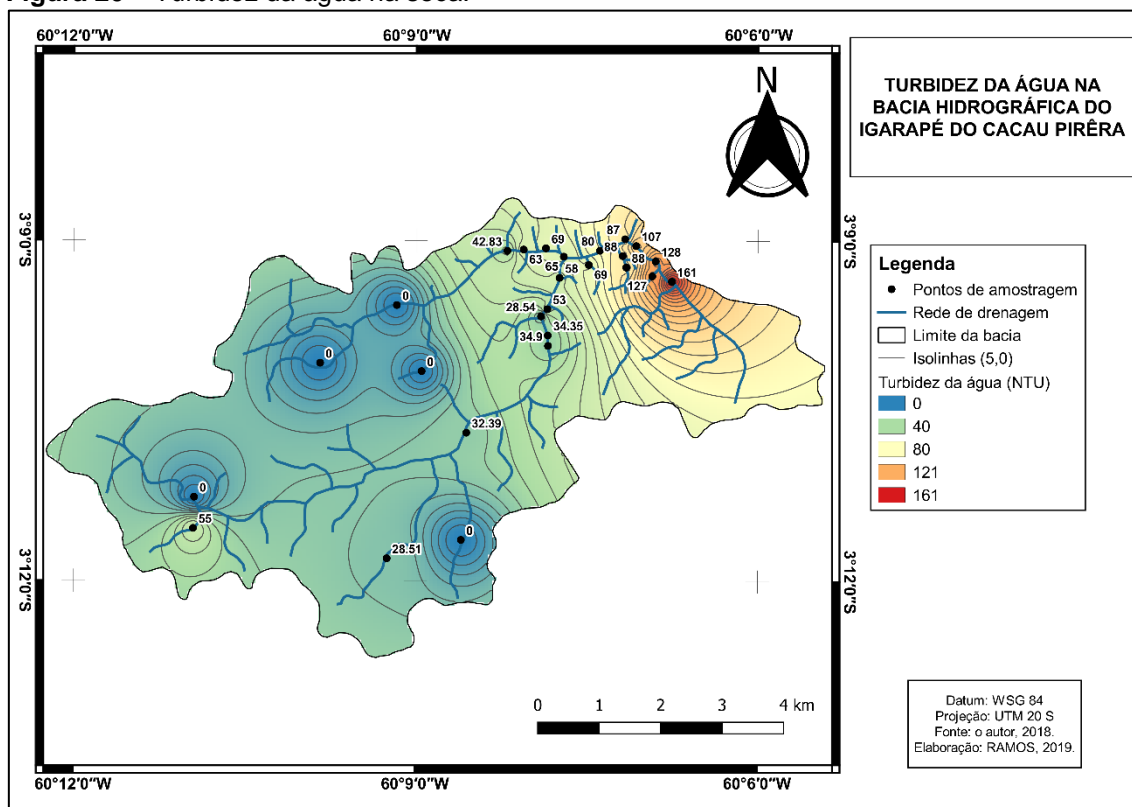 60°12'0"W
60°9'0"W
60°6'0"W
TURBIDEZ DA ÁGUA NA
BACIA HIDROGRÁFICA DO
IGARAPÉ DO CACAU PIRÊRA
N
3°9'0"S
3°9'0"S
42.83
63
69
65
58
80
69
87
88
88
107
128
127
161
53
28.54
34.35
34.9
0
0
0
32.39
0
55
28.51
0
Legenda
Pontos de amostragem
Rede de drenagem
Limite da bacia
Isolinhas (5,0)
Turbidez da água (NTU)
0
40
80
121
161
3°12'0"S
3°12'0"S
0 1 2 3 4 km
Datum: WSG 84
Projeção: UTM 20 S
Fonte: o autor, 2018.
Elaboração: RAMOS, 2019.
60°12'0"W
60°9'0"W
60°6'0"W